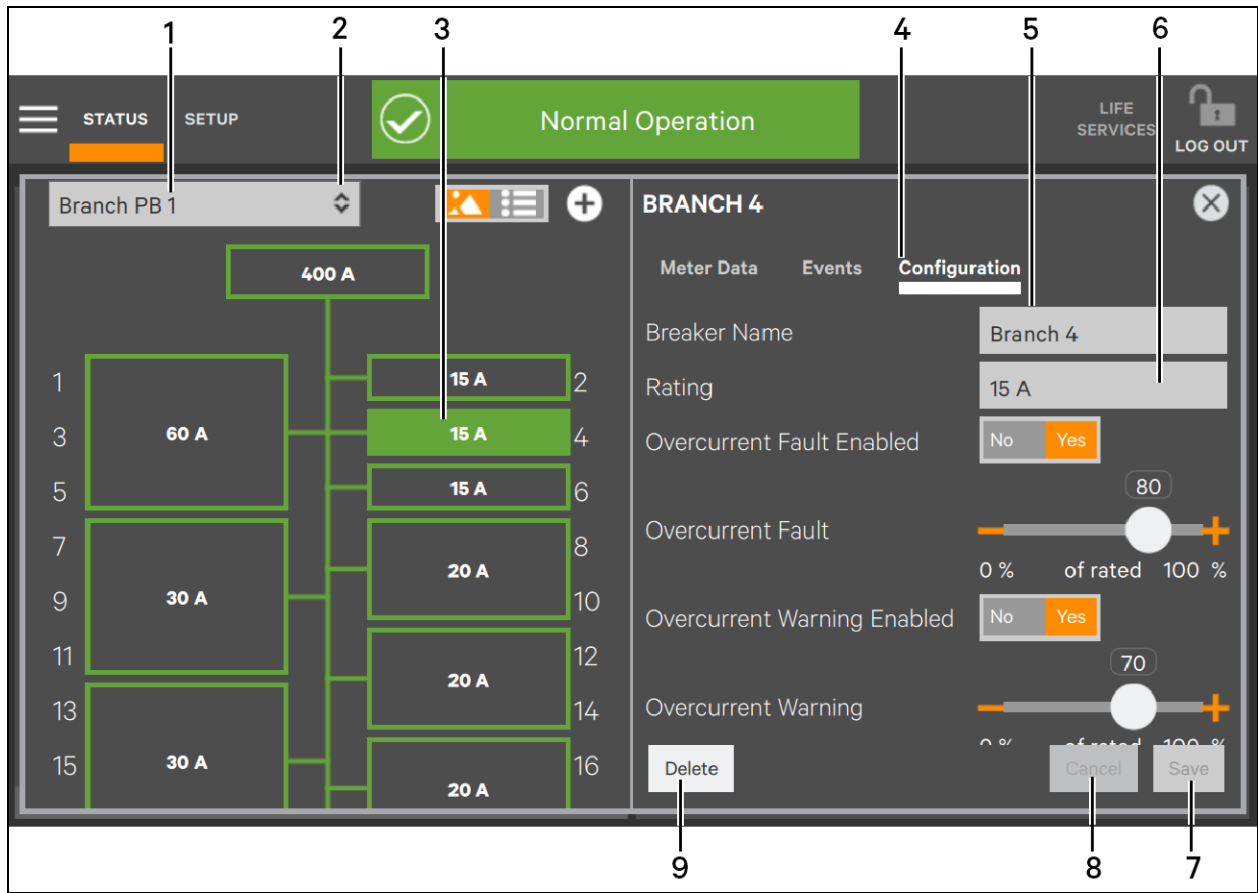 1 2 3 4 5 6
STATUS SETUP Normal Operation LIFE
SERVICES
LOG OUT
Branch PB 1
400 A
1 15 A 2
3 60 A 15 A 4
5 15 A 6
7 8
20 A
9 30 A 10
11 12
20 A
13 14
15 30 A 16
20 A
BRANCH 4
Meter Data Events Configuration
Breaker Name Branch 4
Rating 15 A
Overcurrent Fault Enabled No Yes
80
Overcurrent Fault
0 % of rated 100 %
Overcurrent Warning Enabled No Yes
70
Overcurrent Warning
0 % of rated 100 %
Delete Cancel Save
9 8 7